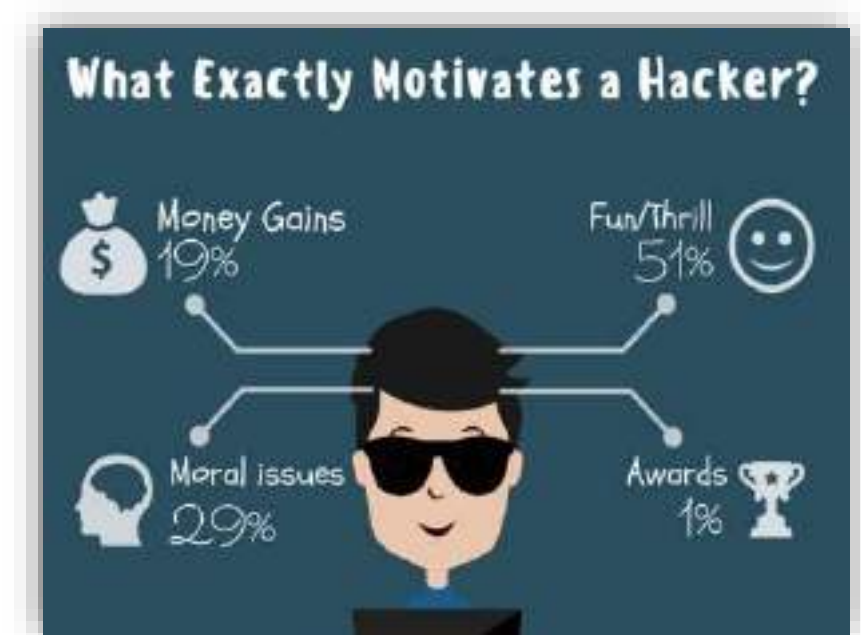 What Exactly Motivates a Hacker?
Money Gains
19%
Fun/Thrill
51%
$
Moral issues
29%
Awards
1%